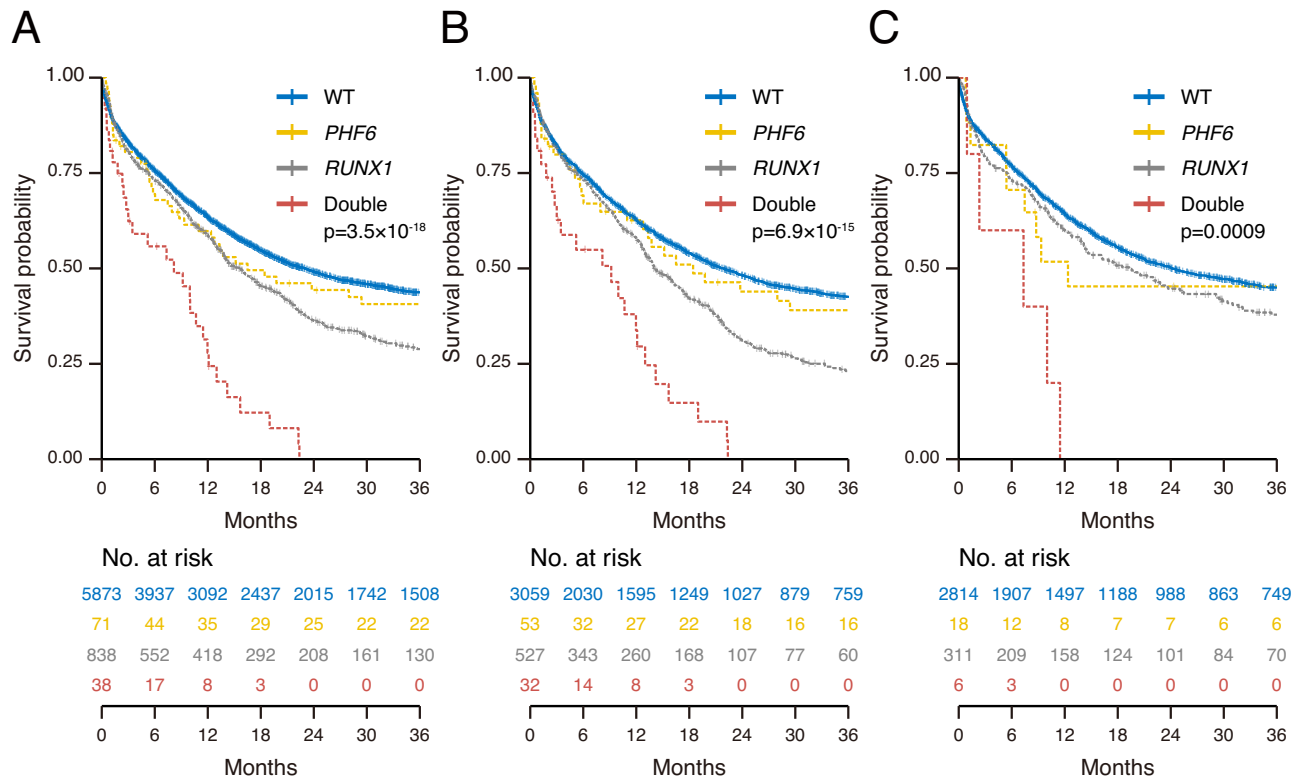 A
1.00
0.75
0.50
0.25
0.00
Survival probability
WT
PHF6
RUNX1
Double
p=3.5×10-18
0 6 12 18 24 30 36
Months
No. at risk
5873 3937 3092 2437 2015 1742 1508
71 44 35 29 25 22 22
838 552 418 292 208 161 130
38 17 8 3 0 0 0
0 6 12 18 24 30 36
Months
B
1.00
0.75
0.50
0.25
0.00
Survival probability
WT
PHF6
RUNX1
Double
p=6.9×10-15
0 6 12 18 24 30 36
Months
No. at risk
3059 2030 1595 1249 1027 879 759
53 32 27 22 18 16 16
527 343 260 168 107 77 60
32 14 8 3 0 0 0
0 6 12 18 24 30 36
Months
C
1.00
0.75
0.50
0.25
0.00
Survival probability
WT
PHF6
RUNX1
Double
p=0.0009
0 6 12 18 24 30 36
Months
No. at risk
2814 1907 1497 1188 988 863 749
18 12 8 7 7 6 6
311 209 158 124 101 84 70
6 3 0 0 0 0 0
0 6 12 18 24 30 36
Months